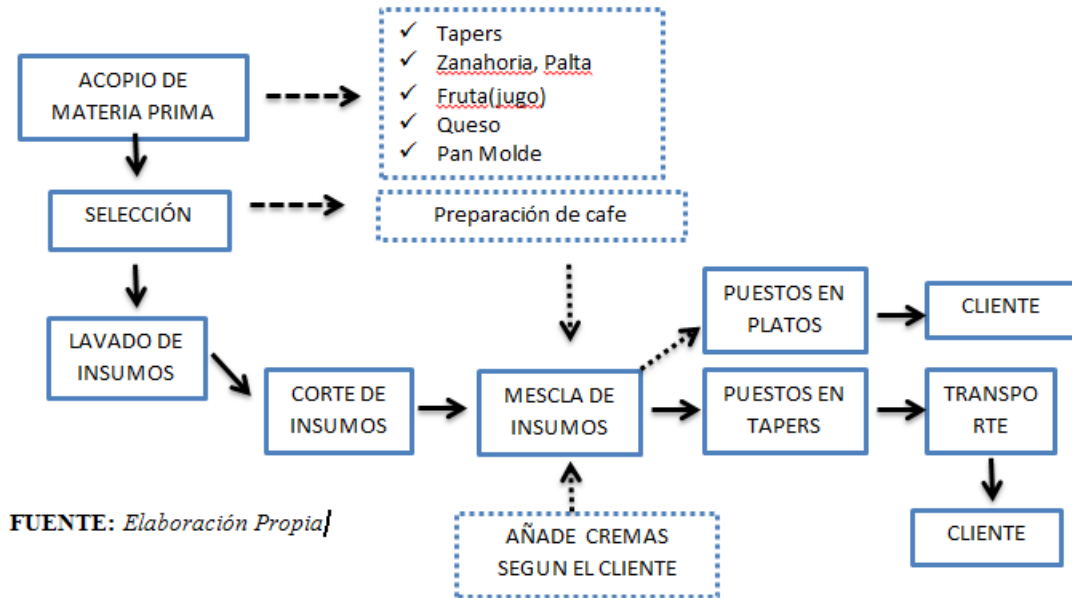 ACOPIO DE
MATERIA PRIMA
✓ Tapers
✓ Zanahoria, Palta
✓ Fruta(jugo)
✓ Queso
✓ Pan Molde
SELECCIÓN
Preparación de cafe
LAVADO DE
INSUMOS
CORTE DE
INSUMOS
MESCLA DE
INSUMOS
PUESTOS EN
PLATOS
CLIENTE
PUESTOS EN
TAPERS
TRANSPO
RTE
CLIENTE
AÑADE CREMAS
SEGUN EL CLIENTE
FUENTE: Elaboración Propia